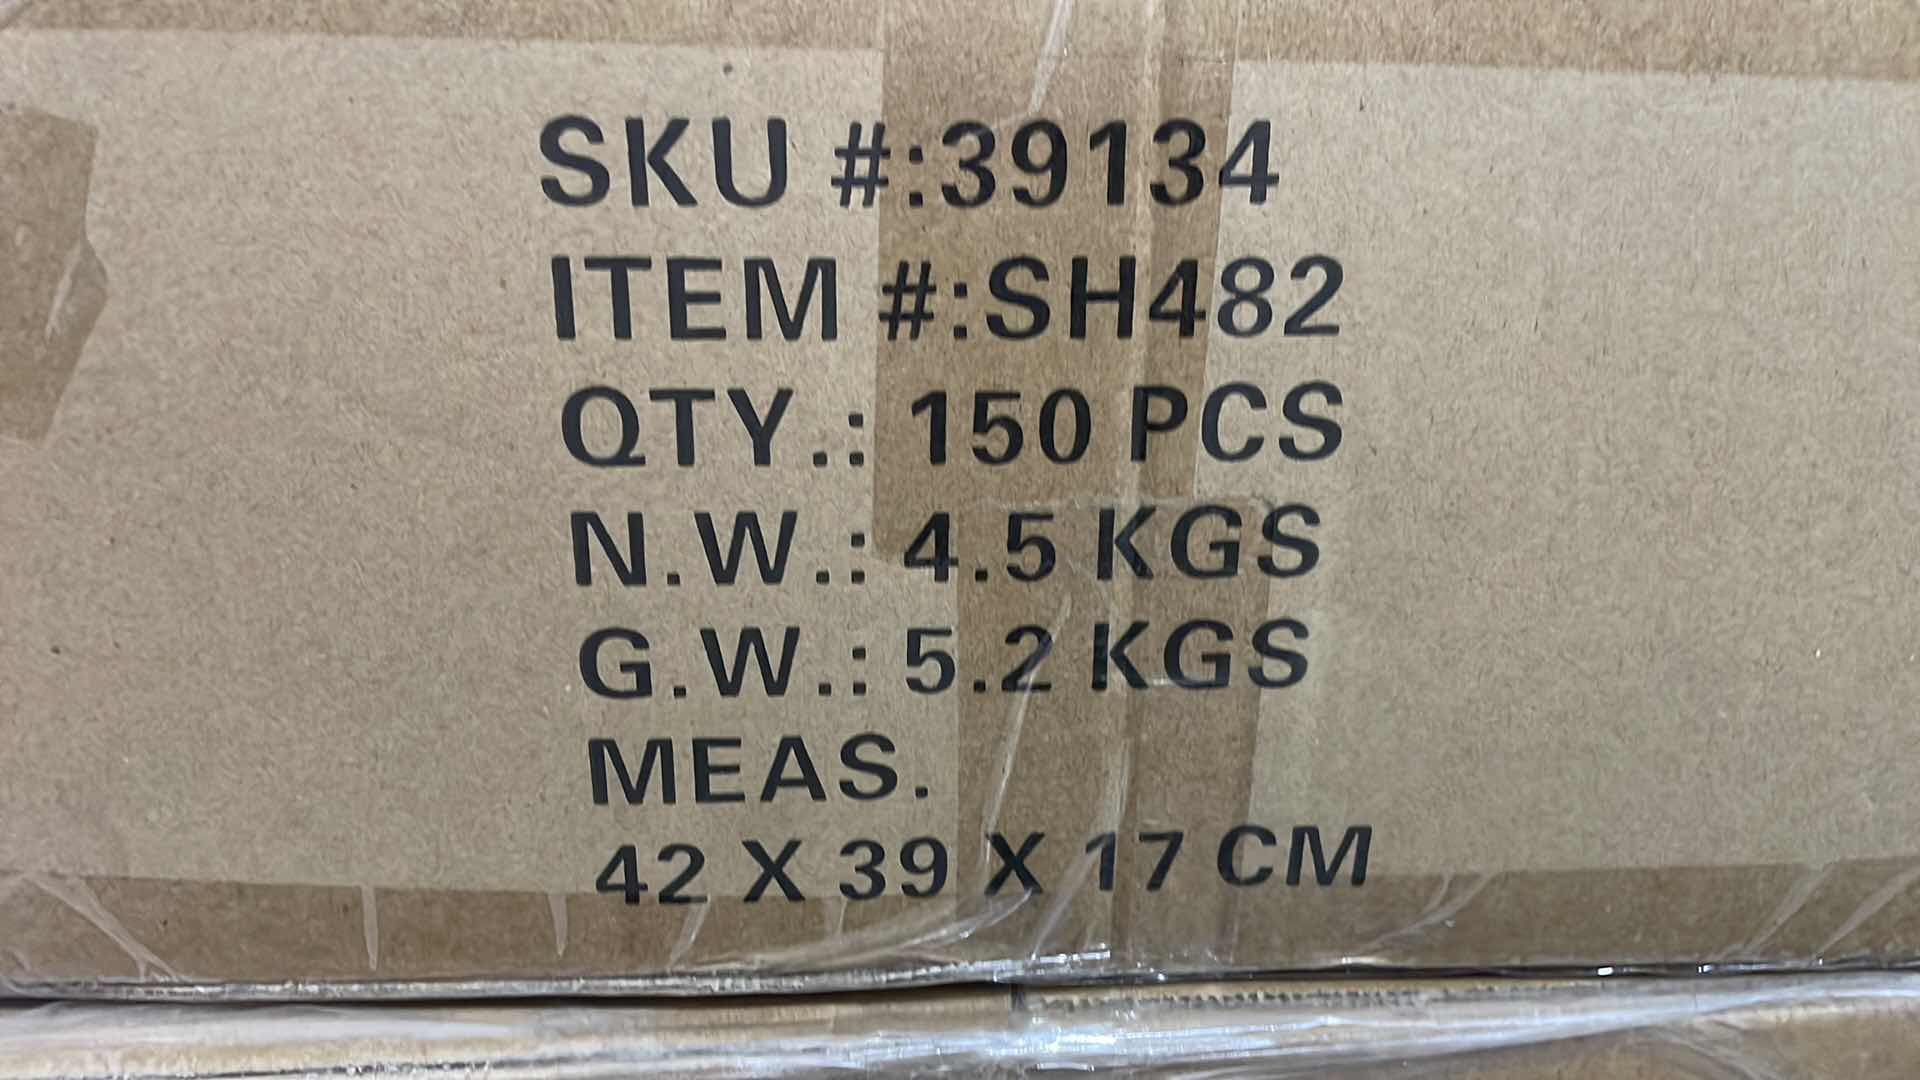 SKU #:39134
ITEM #:SH482
QTY.: 150 PCS
N.W.: 4.5 KGS
G.W.: 5.2 KGS
MEAS.
42 X 39 X 17 CM